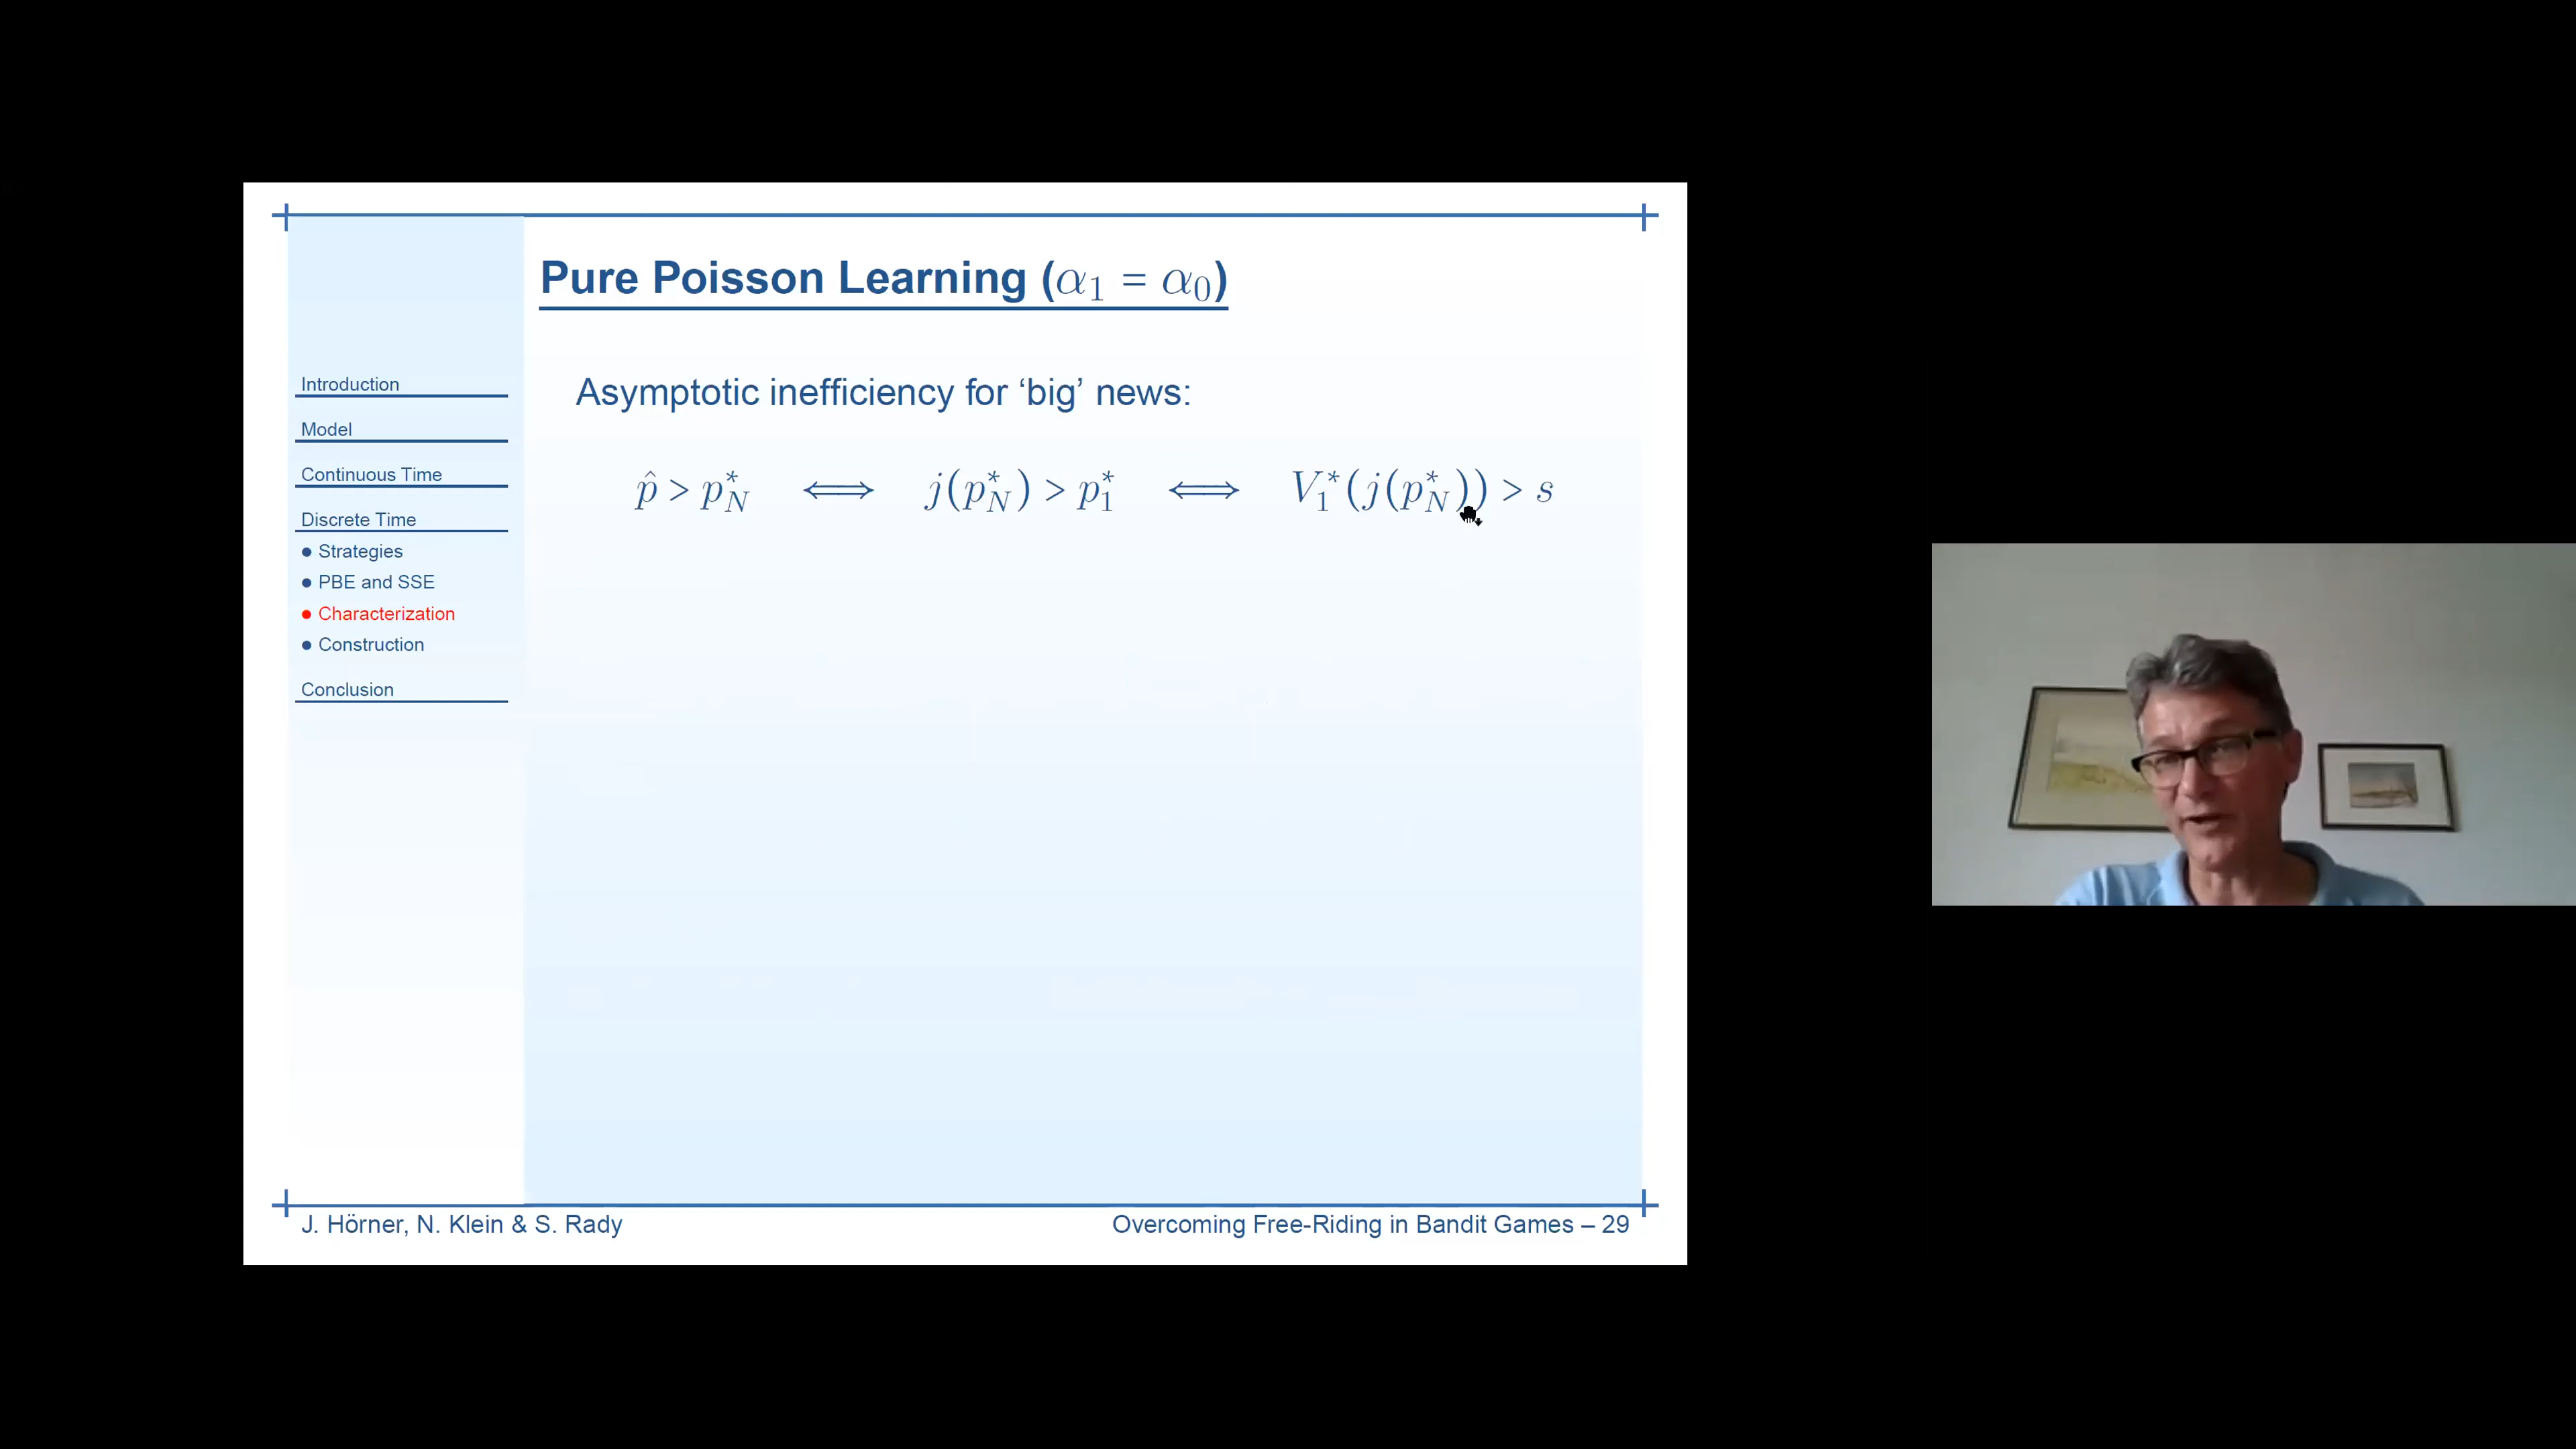 Pure Poisson Learning (α₁ = α₀)
Introduction
Model
Continuous Time
Discrete Time
• Strategies
• PBE and SSE
• Characterization
• Construction
Conclusion
Asymptotic inefficiency for ‘big’ news:
p̂ > p*_N ⟺ j(p*_N) > p*_1 ⟺ V*_1(j(p*_N)) > s
J. Hörner, N. Klein & S. Rady
Overcoming Free-Riding in Bandit Games – 29